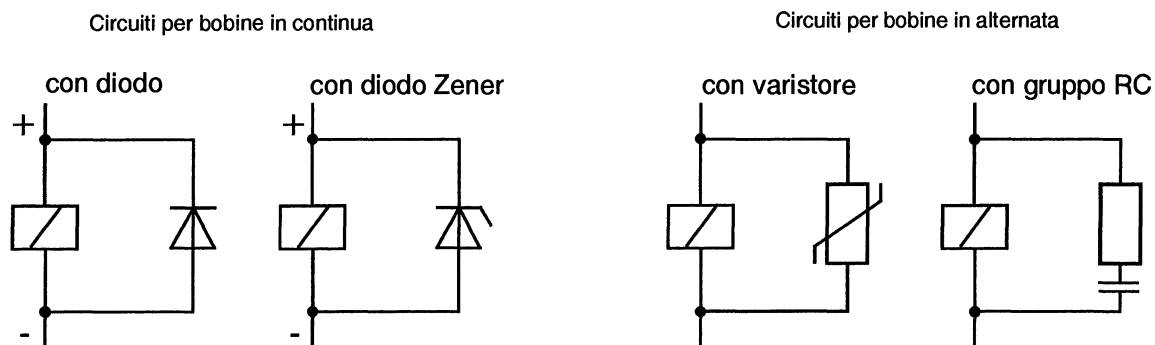 Circuiti per bobine in continua
Circuiti per bobine in alternata
con diodo
con diodo Zener
con varistore
con gruppo RC
+
+
-
-